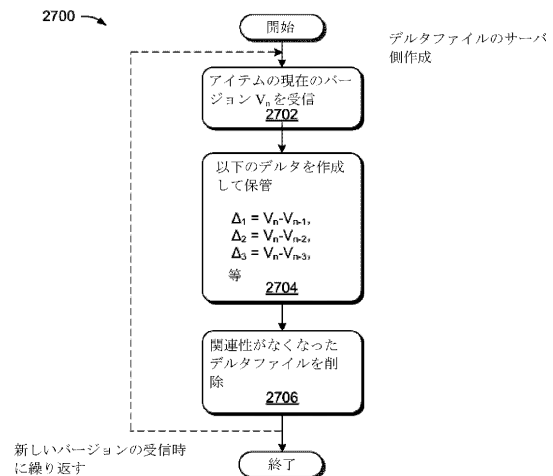 2700
開始
デルタファイルのサーバ
側作成
アイテムの現在のバー
ジョン Vnを受信
2702
以下のデルタを作成
して保管
Δ1 = Vn-Vn-1,
Δ2 = Vn-Vn-2,
Δ3 = Vn-Vn-3,
等
2704
関連性がなくなった
デルタファイルを削
除
2706
新しいバージョンの受信時
に繰り返す
終了